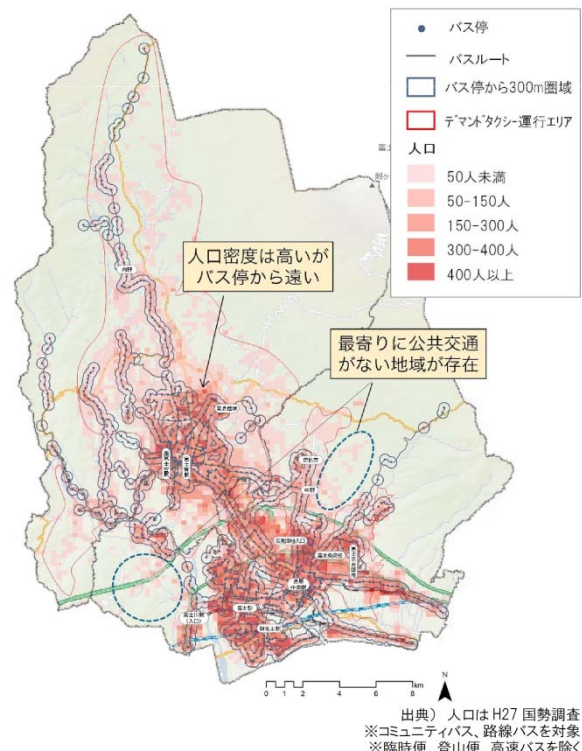 バス停
バスルート
バス停から300m圏域
デマンドタクシー運行エリア
人口
50人未満
50-150人
150-300人
300-400人
400人以上
人口密度は高いが
バス停から遠い
最寄りに公共交通
がない地域が存在
富士川駅
(入口)
0 1 2 4 6 8
km
N
出典） 人口は H27 国勢調査
※コミュニティバス、路線バスを対象
※臨時便、登山便、高速バスを除く